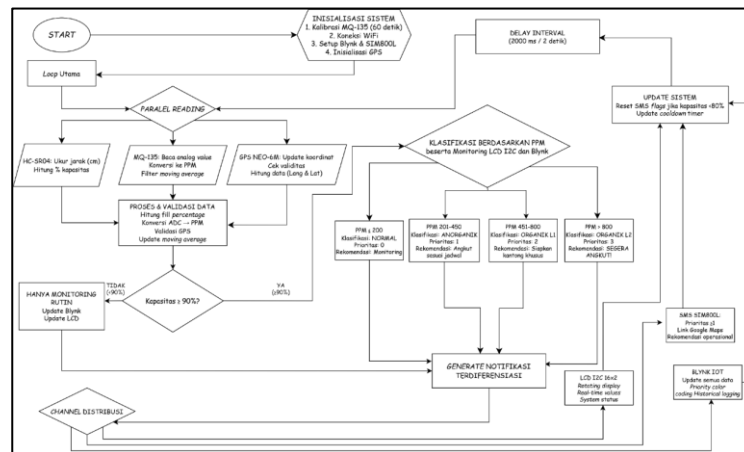 START
INISIALISASI SISTEM
1. Kalibrasi MQ-135 (60 detik)
2. Koneksi WiFi
3. Setup Blynk & SIM800L
4. Inisialisasi GPS
DELAY INTERVAL
(2000 ms / 2 detik)
Loop Utama
PARALEL READING
UPDATE SISTEM
Reset SMS flags jika kapasitas <80%
Update cooldown timer
HC-SR04: Ukur jarak (cm)
Hitung % kapasitas
MQ-135: Baca analog value
Konversi ke PPM
Filter moving average
GPS NEO-6M: Update koordinat
Cek validitas
Hitung data (Long & Lat)
KLASIFIKASI BERDASARKAN PPM
beserta Monitoring LCD I2C dan Blynk
PROSES & VALIDASI DATA
Hitung fill percentage
Konversi ADC → PPM
Validasi GPS
Update moving average
PPM ≤ 200
Klasifikasi: NORMAL
Prioritas: 0
Rekomendasi: Monitoring
PPM 201-450
Klasifikasi: ANORGANIK
Prioritas: 1
Rekomendasi: Angkut
sesuai jadwal
PPM 451-800
Klasifikasi: ORGANIK L1
Prioritas: 2
Rekomendasi: Siapkan
kantong khusus
PPM > 800
Klasifikasi: ORGANIK L2
Prioritas: 3
Rekomendasi: SEGERA
ANGKUT!
Kapasitas ≥ 90%?
TIDAK
(<90%)
YA
(≥90%)
HANYA MONITORING
RUTIN
Update Blynk
Update LCD
SMS SIM800L:
Prioritas ≥1
Link Google Maps
Rekomendasi operasional
GENERATE NOTIFIKASI
TERDIFERENSIASI
LCD I2C 16x2
Rotating display
Real-time values
System status
BLYNK IOT
Update semua data
Priority color
coding Historical logging
CHANNEL DISTRIBUSI